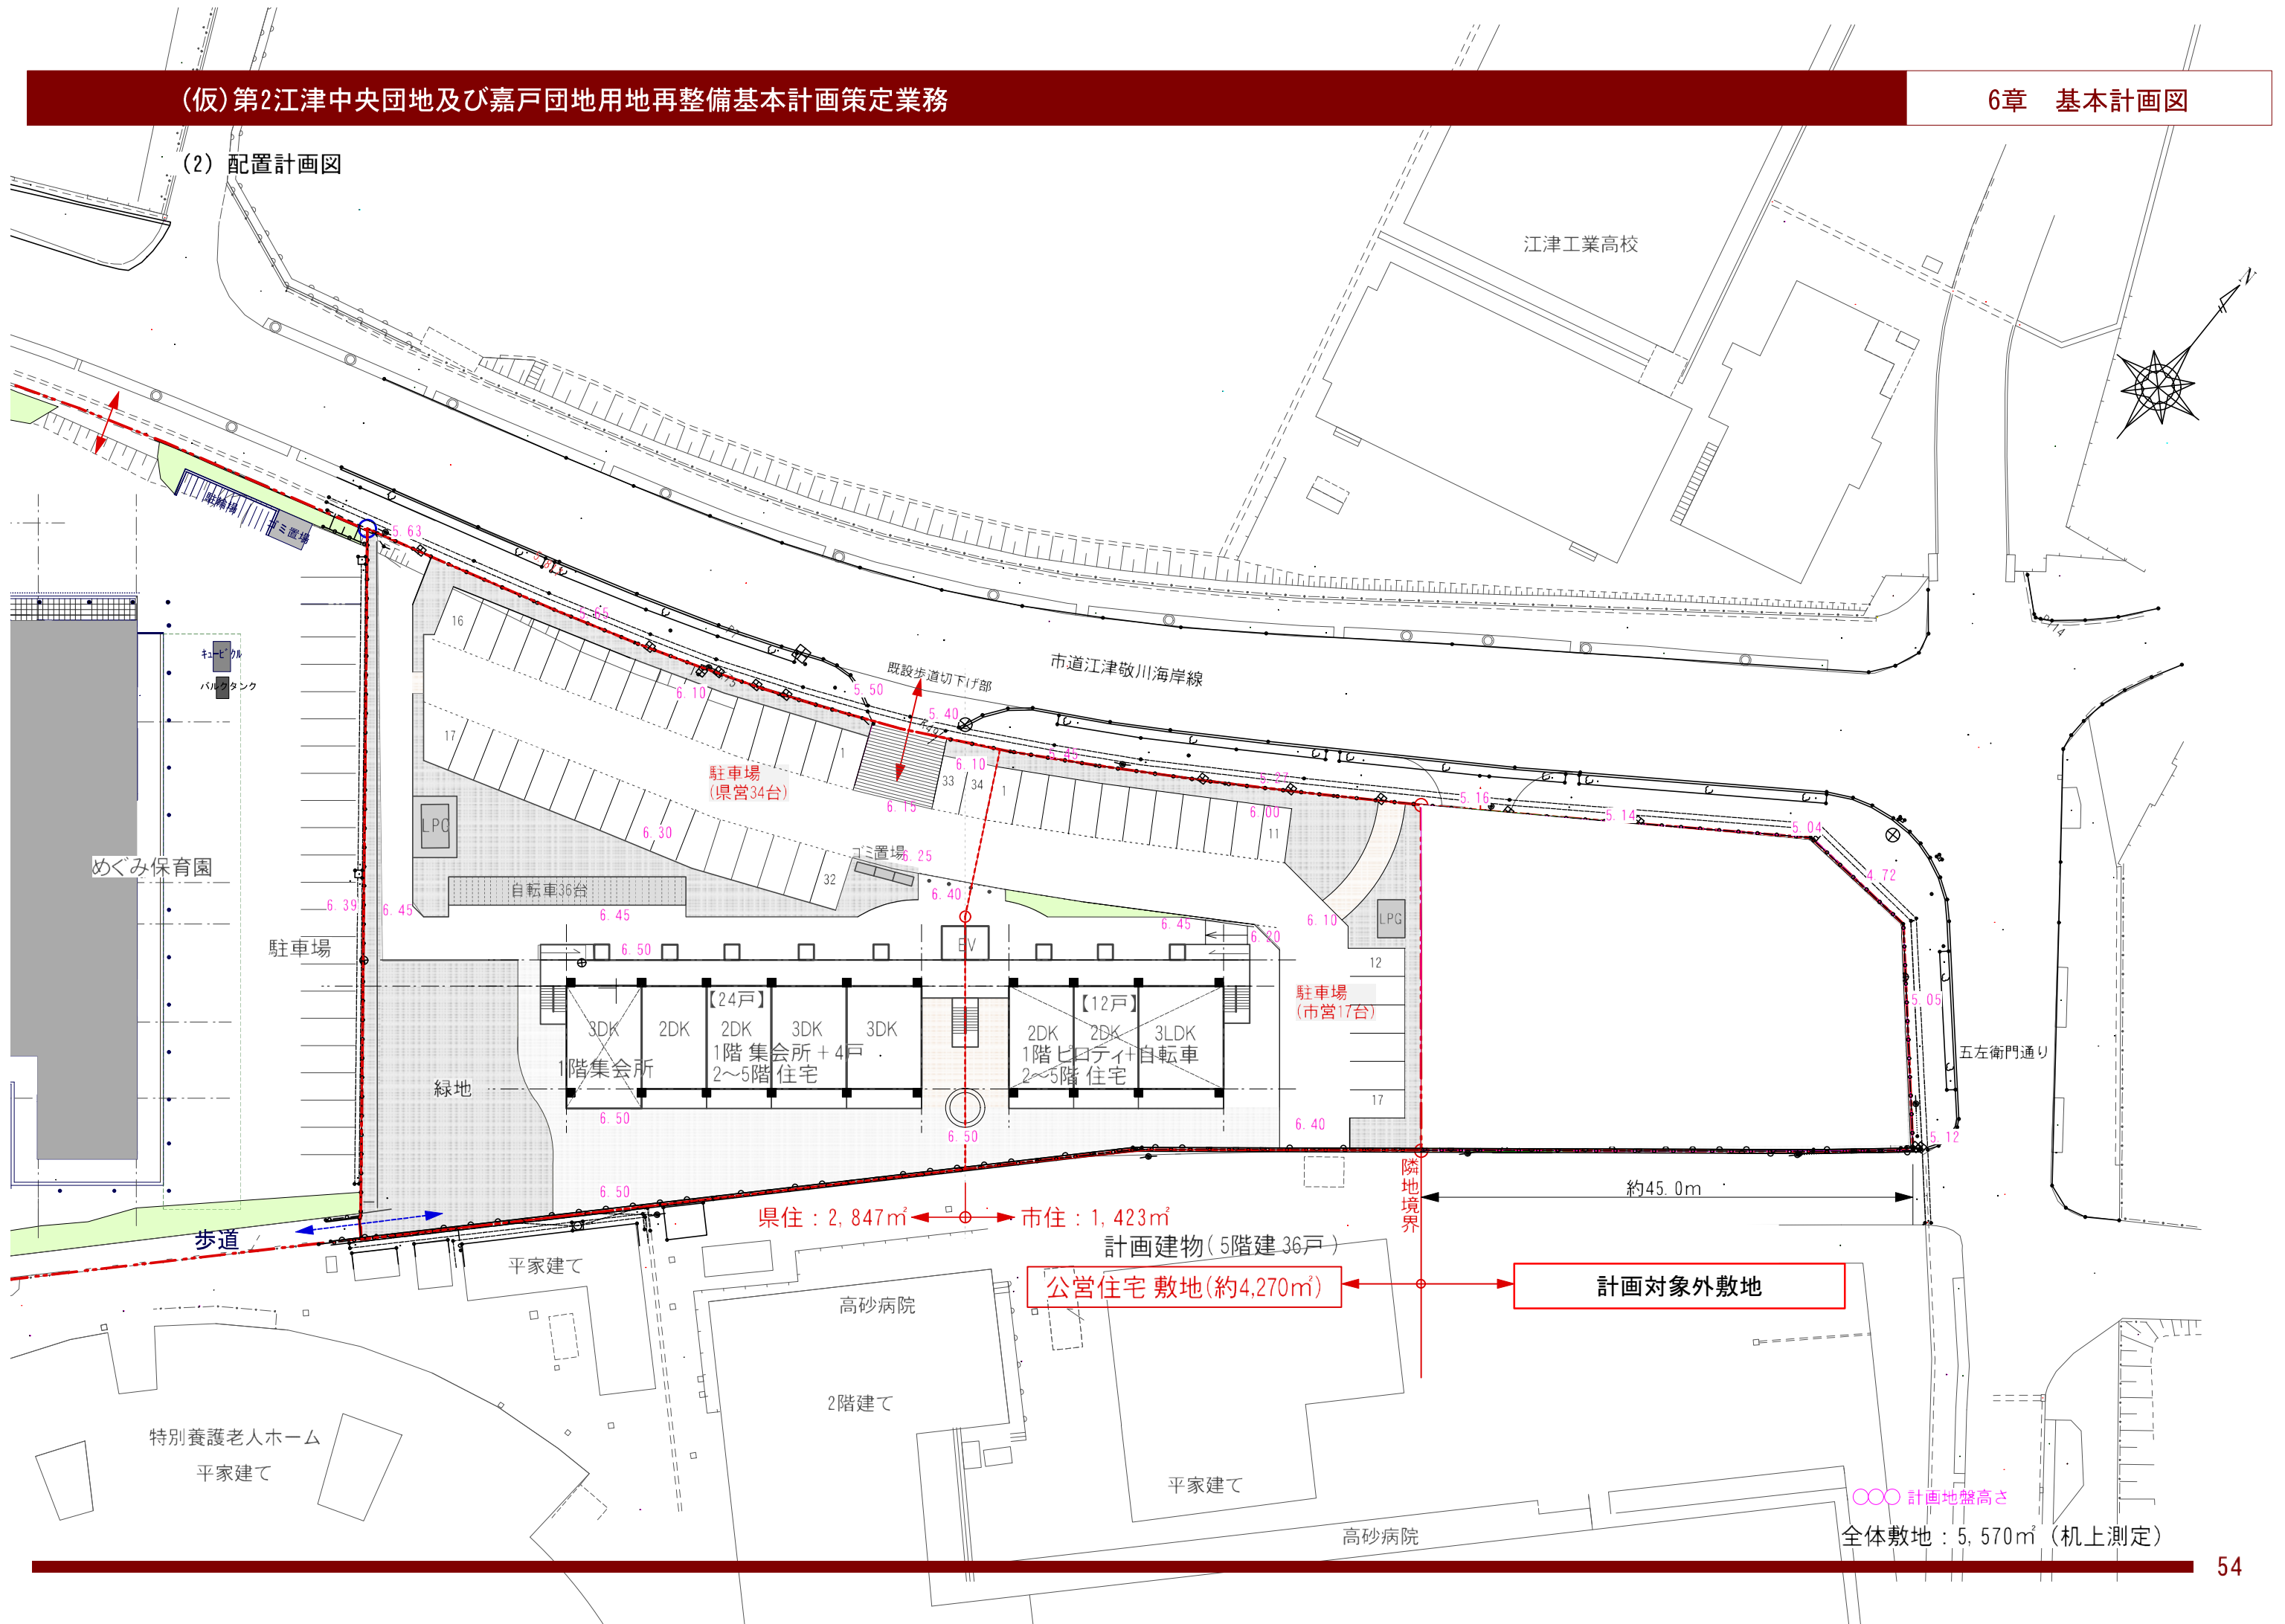 (仮)第2江津中央団地及び嘉戸団地用地再整備基本計画策定業務
6章　基本計画図
(2) 配置計画図
江津工業高校
N
駐輪場
ゴミ置場
5.63
5.65
16
キュービクル
バルクタンク
6.10
5.50
既設歩道切下げ部
市道江津敬川海岸線
5.40
17
1
駐車場
(県営34台)
6.10
5.45
33
34
1
6.15
5.27
5.16
6.00
5.14
5.04
11
LPG
6.30
ゴミ置場
6.25
4.72
めぐみ保育園
32
自転車36台
6.40
6.39
6.45
6.45
6.45
6.10
LPG
6.20
駐車場
6.50
EV
12
【24戸】
【12戸】
駐車場
(市営17台)
5.05
3DK
2DK
2DK
3DK
3DK
2DK
2DK
3LDK
1階 集会所 + 4戸
1階 ピロティ+自転車
1階集会所
2～5階 住宅
2～5階 住宅
五左衛門通り
緑地
17
6.50
6.50
6.40
5.12
6.50
隣地境界
約45.0m
県住：2,847㎡
市住：1,423㎡
歩道
計画建物(5階建 36戸)
平家建て
公営住宅 敷地(約4,270㎡)
計画対象外敷地
高砂病院
2階建て
特別養護老人ホーム
平家建て
平家建て
○○○ 計画地盤高さ
高砂病院
全体敷地：5,570㎡ (机上測定)
54